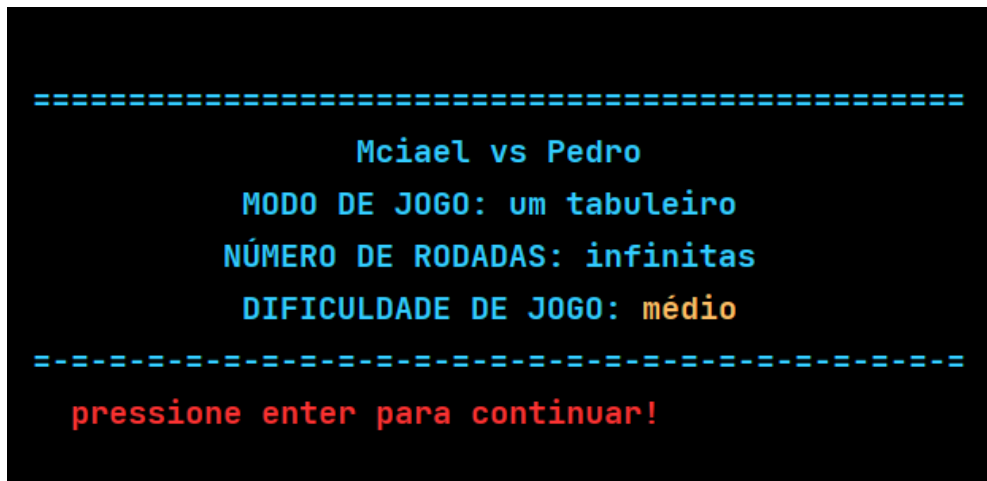 =================================================
Mciael vs Pedro
MODO DE JOGO: um tabuleiro
NÚMERO DE RODADAS: infinitas
DIFICULDADE DE JOGO: médio
=-=-=-=-=-=-=-=-=-=-=-=-=-=-=-=-=-=-=-=-=-=-=-=-=
pressione enter para continuar!